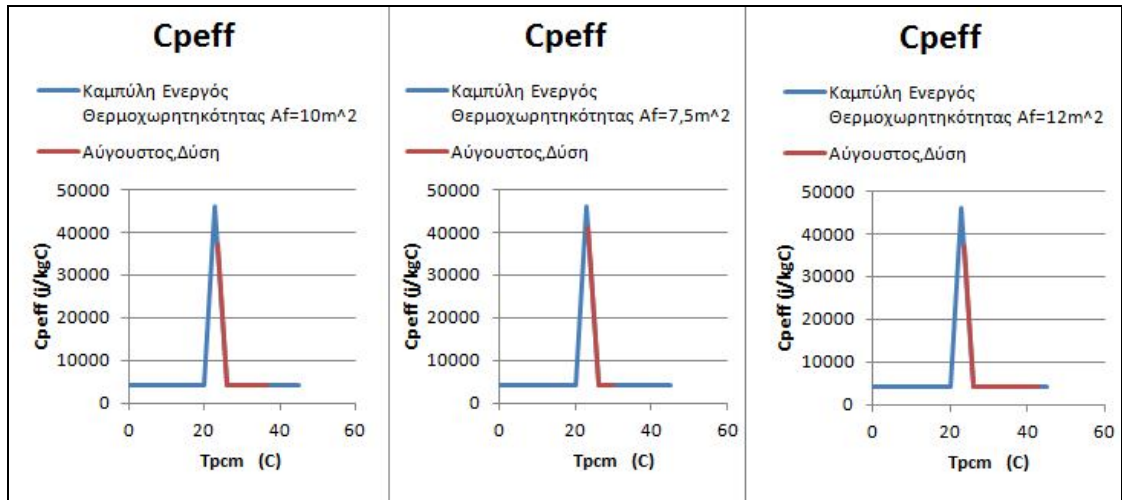 Cpeff
Καμπύλη Ενεργός
Θερμοχωρητηκότητας Af=10m^2
Αύγουστος,Δύση
50000
40000
30000
20000
10000
0
Cpeff (j/kgC)
0 20 40 60
Tpcm (C)
Cpeff
Καμπύλη Ενεργός
Θερμοχωρητηκότητας Af=7,5m^2
Αύγουστος,Δύση
50000
40000
30000
20000
10000
0
Cpeff (j/kgC)
0 20 40 60
Tpcm (C)
Cpeff
Καμπύλη Ενεργός
Θερμοχωρητηκότητας Af=12m^2
Αύγουστος,Δύση
50000
40000
30000
20000
10000
0
Cpeff (j/kgC)
0 20 40 60
Tpcm (C)